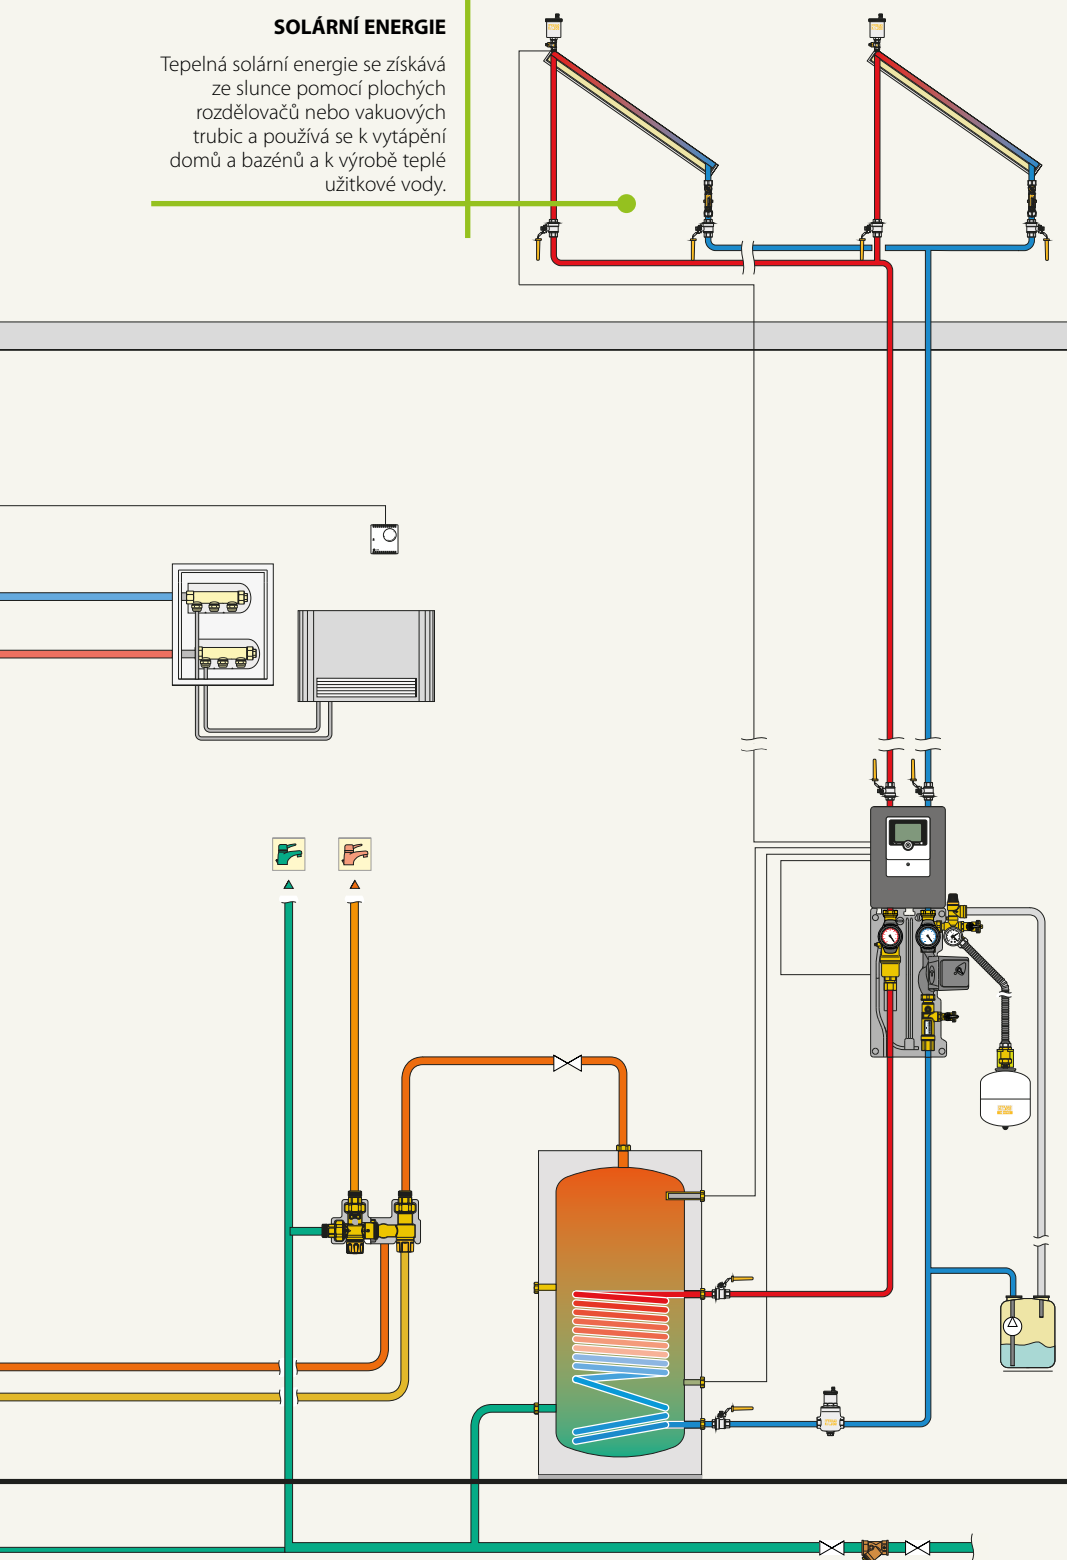 SOLÁRNÍ ENERGIE
Tepelná solární energie se získává
ze slunce pomocí plochých
rozdělovačů nebo vakuových
trubic a používá se k vytápění
domů a bazénů a k výrobě teplé
užitkové vody.